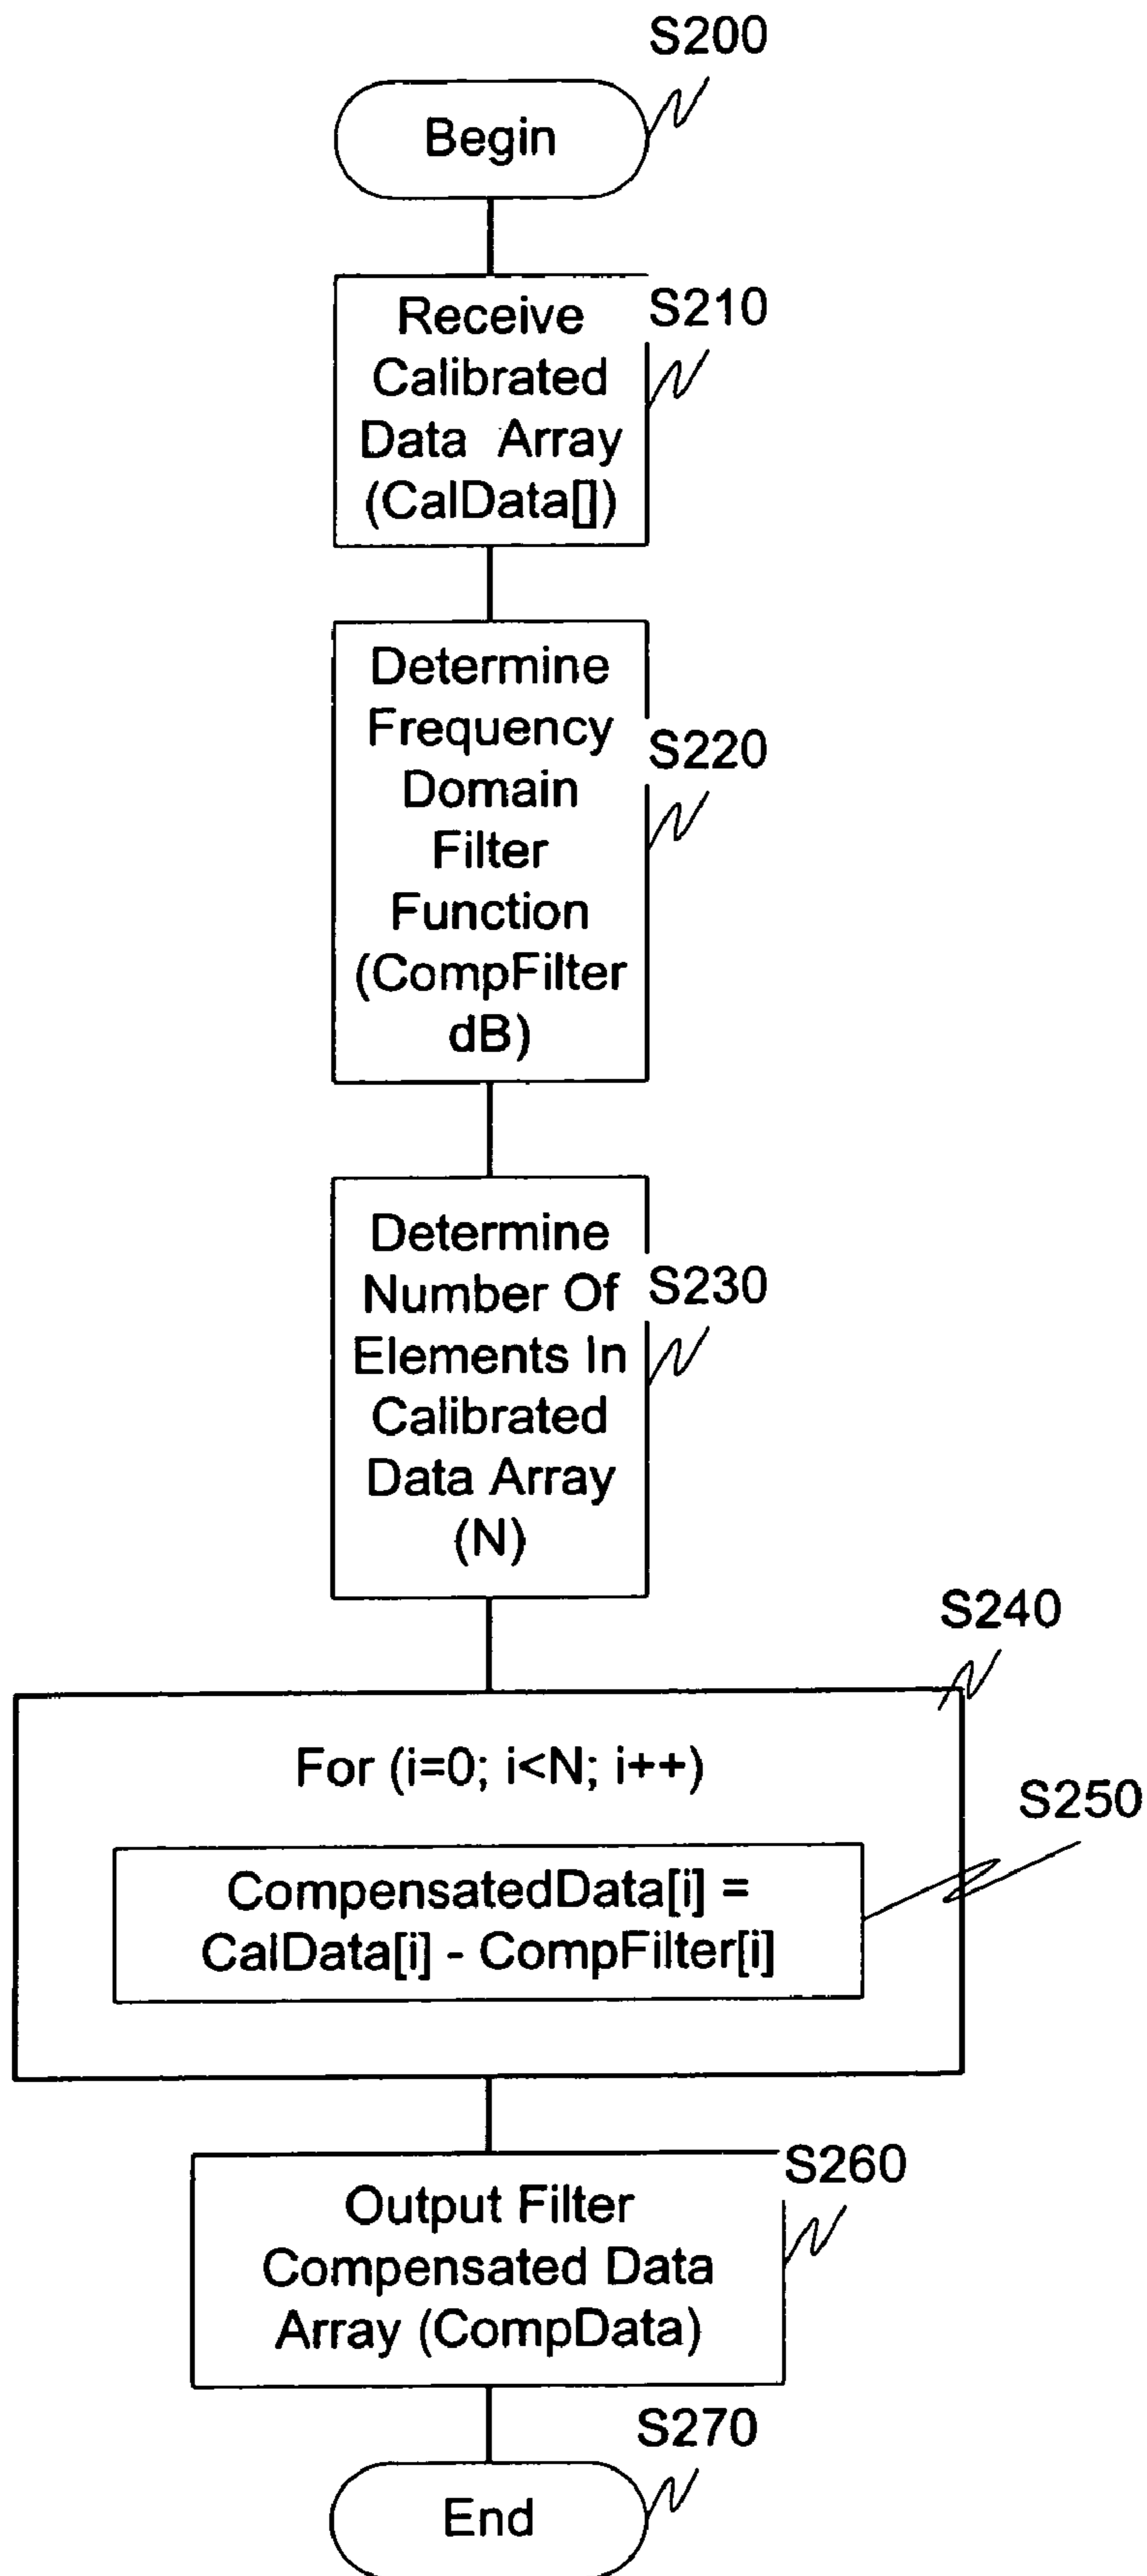 S200
Begin
S210
Receive
Calibrated
Data Array
(CalData[])
S220
Determine
Frequency
Domain
Filter
Function
(CompFilter
dB)
S230
Determine
Number Of
Elements In
Calibrated
Data Array
(N)
S240
For (i=0; i<N; i++)
S250
CompensatedData[i] =
CalData[i] - CompFilter[i]
S260
Output Filter
Compensated Data
Array (CompData)
S270
End